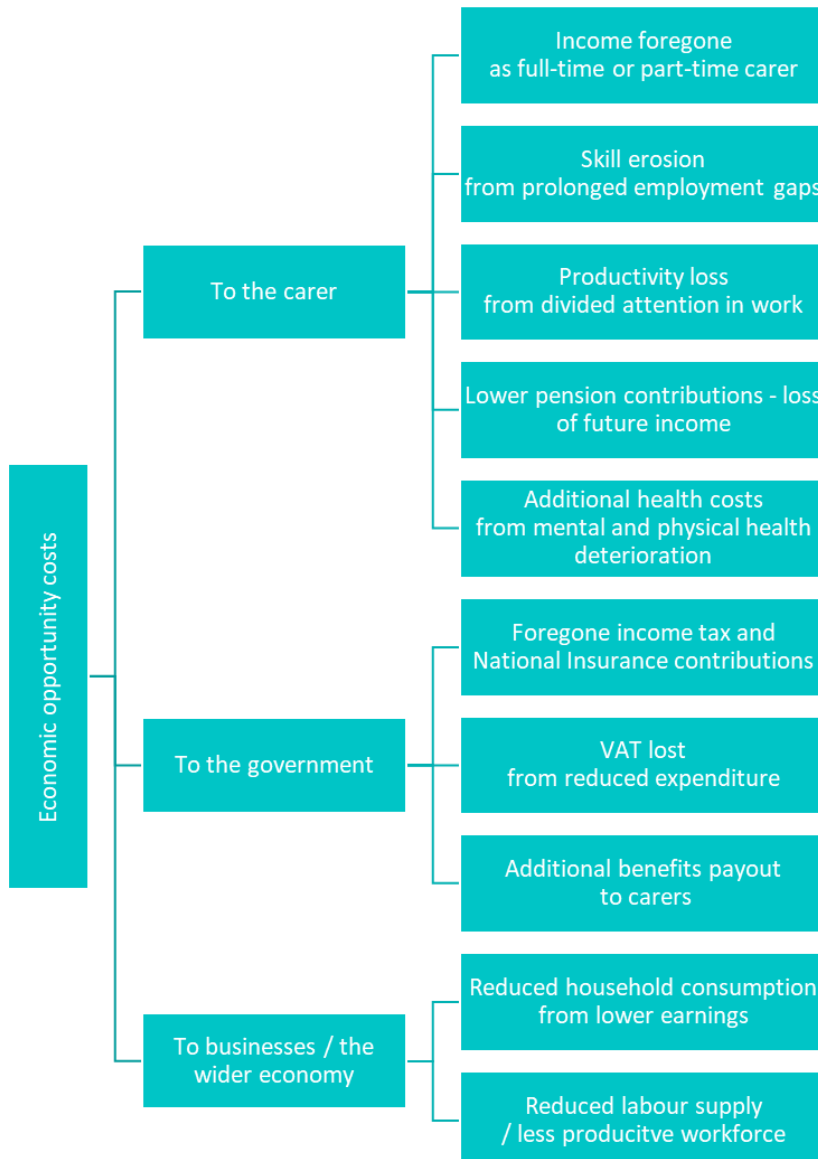 Economic opportunity costs
To the carer
Income foregone
as full-time or part-time carer
Skill erosion
from prolonged employment gaps
Productivity loss
from divided attention in work
Lower pension contributions - loss
of future income
Additional health costs
from mental and physical health
deterioration
To the government
Foregone income tax and
National Insurance contributions
VAT lost
from reduced expenditure
Additional benefits payout
to carers
To businesses / the
wider economy
Reduced household consumption
from lower earnings
Reduced labour supply
/ less producitve workforce